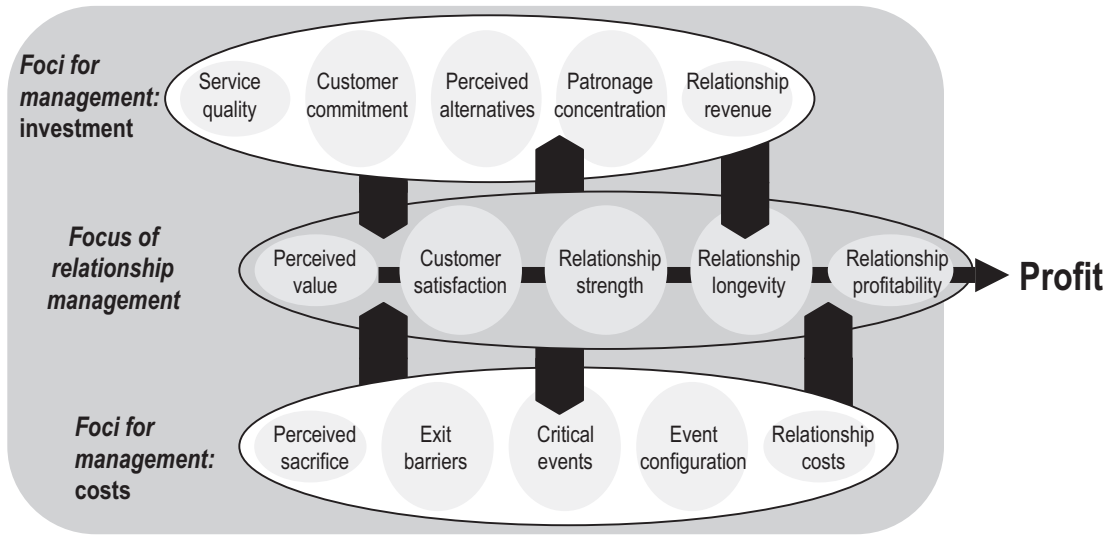 Foci for
management:
investment
Service
quality
Customer
commitment
Perceived
alternatives
Patronage
concentration
Relationship
revenue
Focus of
relationship
management
Perceived
value
Customer
satisfaction
Relationship
strength
Relationship
longevity
Relationship
profitability
Profit
Foci for
management:
costs
Perceived
sacrifice
Exit
barriers
Critical
events
Event
configuration
Relationship
costs